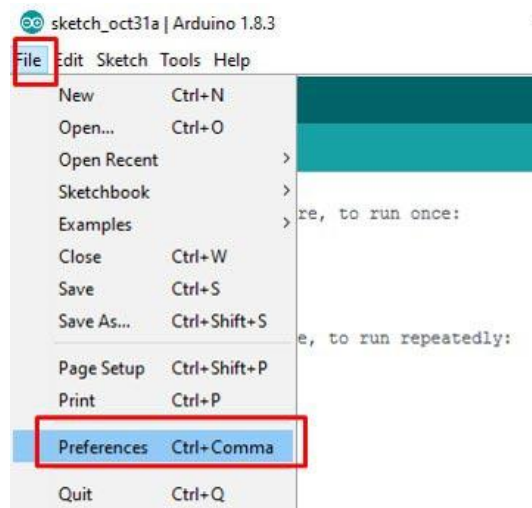 sketch_oct31a | Arduino 1.8.3
File Edit Sketch Tools Help
New Ctrl+N
Open... Ctrl+O
Open Recent
Sketchbook
Examples
Close Ctrl+W
Save Ctrl+S
Save As... Ctrl+Shift+S
Page Setup Ctrl+Shift+P
Print Ctrl+P
Preferences Ctrl+Comma
Quit Ctrl+Q
re, to run once:
e, to run repeatedly: